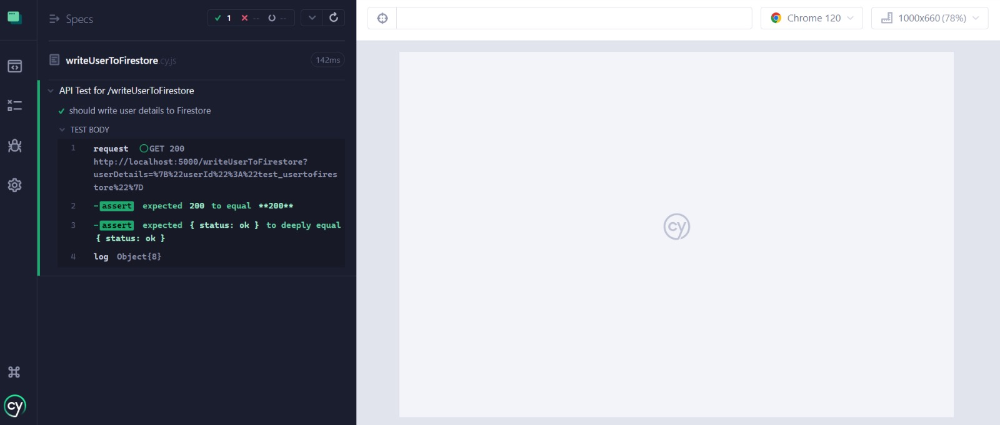 Specs
1 -- --
writeUserToFirestore.cy.js
142ms
API Test for /writeUserToFirestore
should write user details to Firestore
TEST BODY
1 request GET 200
http://localhost:5000/writeUserToFirestore?
userDetails=%7B%22userId%22%3A%22test_usertofires
tore%22%7D
2 -assert expected 200 to equal **200**
3 -assert expected { status: ok } to deeply equal
{ status: ok }
4 log Object{8}
cy
Chrome 120
1000x660 (78%)
cy